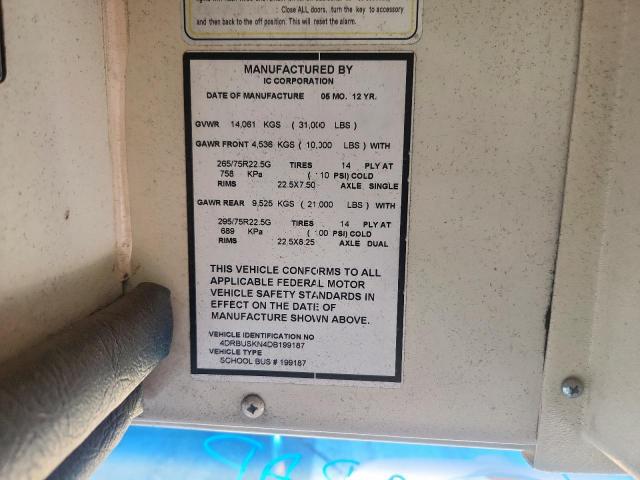 : Close ALL doors, turn the key to accessory
and then back to the off position. This will reset the alarm.
MANUFACTURED BY
IC CORPORATION
DATE OF MANUFACTURE 05 MO. 12 YR.
GVWR 14,061 KGS ( 31,000 LBS )
GAWR FRONT 4,536 KGS ( 10,000 LBS ) WITH
265/75R22.5G TIRES 14 PLY AT
758 KPa ( 110 PSI) COLD
RIMS 22.5X7.50 AXLE SINGLE
GAWR REAR 9,525 KGS ( 21,000 LBS ) WITH
295/75R22.5G TIRES 14 PLY AT
689 KPa ( 100 PSI) COLD
RIMS 22.5X8.25 AXLE DUAL
THIS VEHICLE CONFORMS TO ALL
APPLICABLE FEDERAL MOTOR
VEHICLE SAFETY STANDARDS IN
EFFECT ON THE DATE OF
MANUFACTURE SHOWN ABOVE.
VEHICLE IDENTIFICATION NO
4DRBUSKN4DB199187
VEHICLE TYPE
SCHOOL BUS # 199187